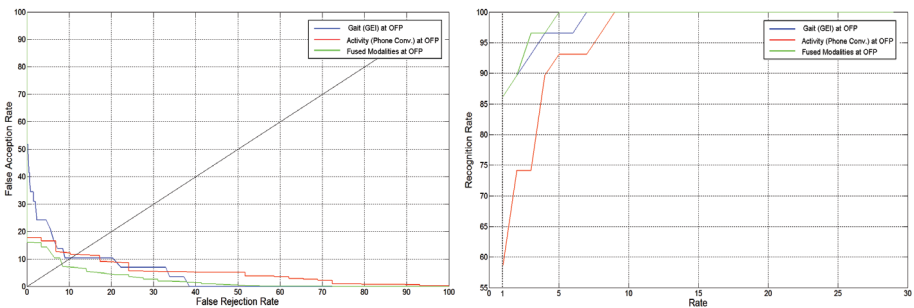 100
90
80
70
60
50
40
30
20
10
0
False Acception Rate
0 10 20 30 40 50 60 70 80 90 100
False Rejection Rate
Gait (GEI) at OFP
Activity (Phone Conv.) at OFP
Fused Modalities at OFP
100
95
90
85
80
75
70
65
60
55
Recognition Rate
0 1 5 10 15 20 25 30
Rate
Gait (GEI) at OFP
Activity (Phone Conv.) at OFP
Fused Modalities at OFP